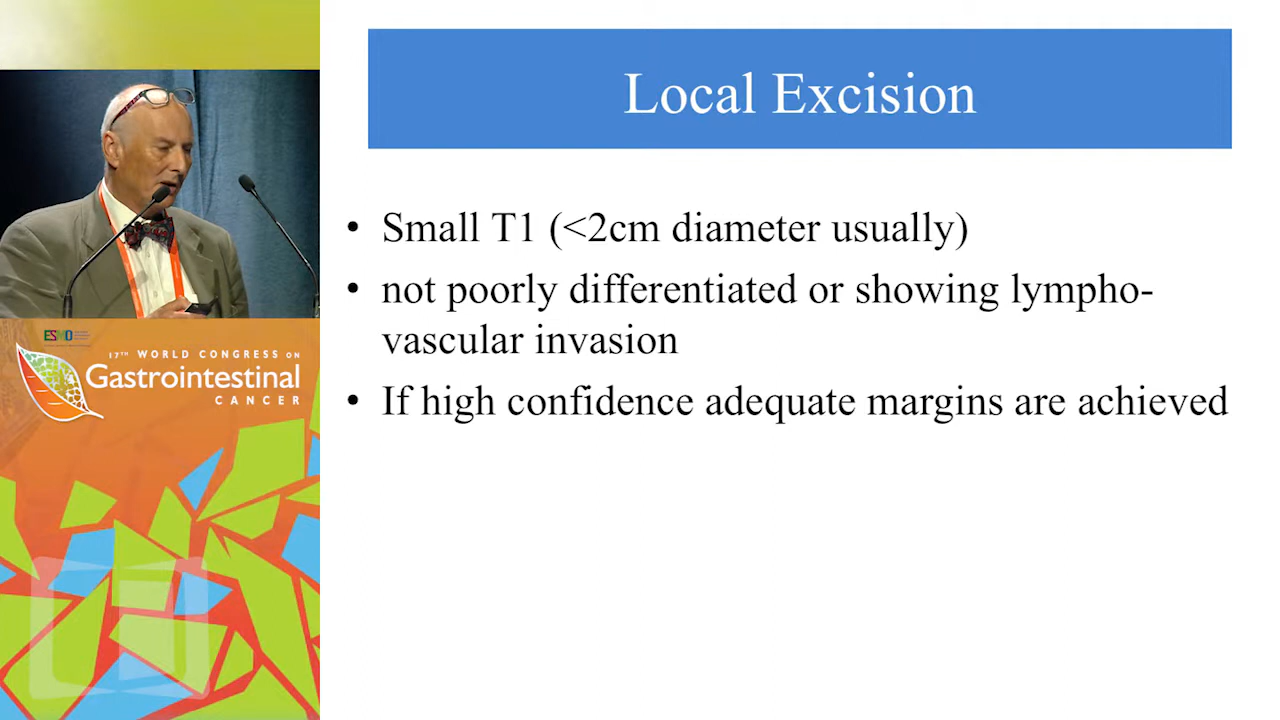 Local Excision
• Small T1 (<2cm diameter usually)
• not poorly differentiated or showing lympho-
vascular invasion
• If high confidence adequate margins are achieved
ESMO
17TH WORLD CONGRESS ON
Gastrointestinal
CANCER